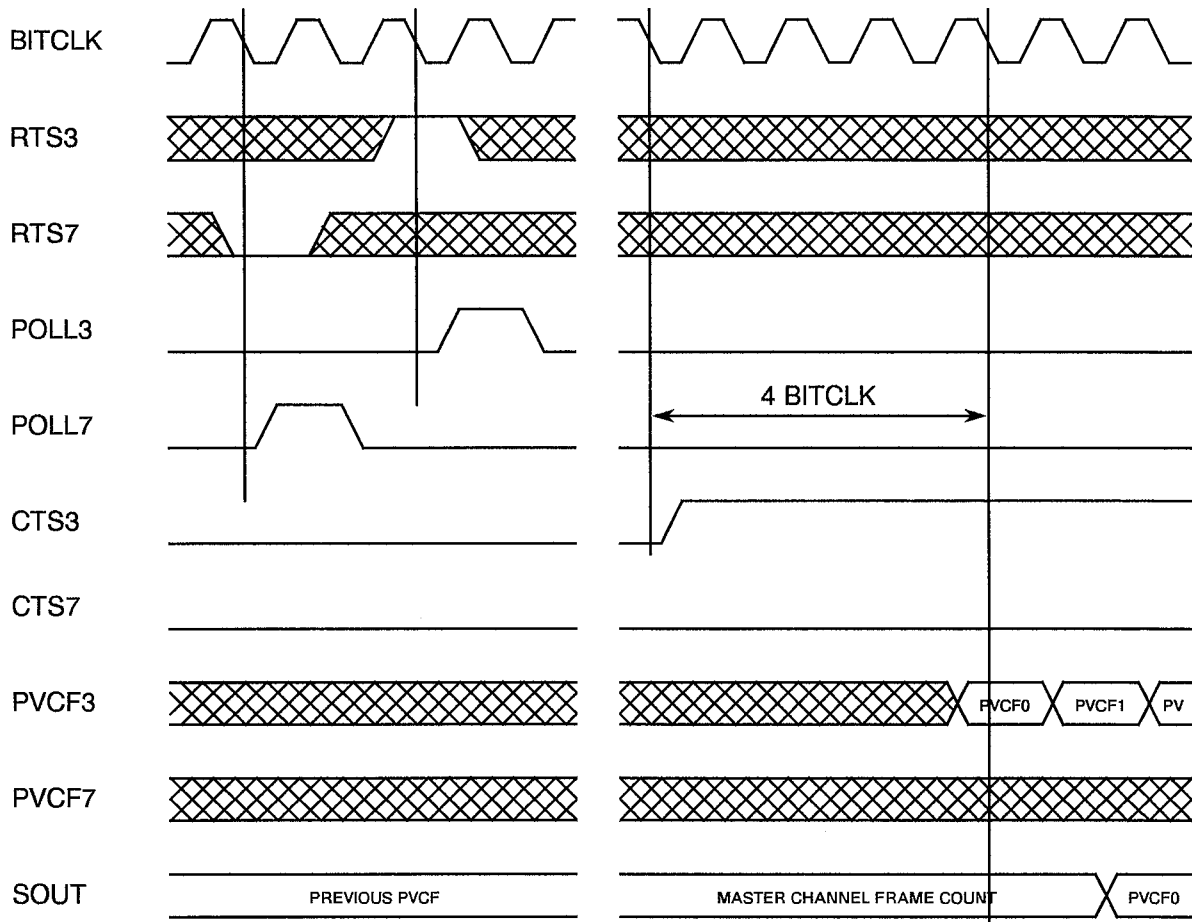 BITCLK
RTS3
RTS7
POLL3
4 BITCLK
POLL7
CTS3
CTS7
PVCF3
PVCF0
PVCF1
PV
PVCF7
SOUT
PREVIOUS PVCF
MASTER CHANNEL FRAME COUNT
PVCF0